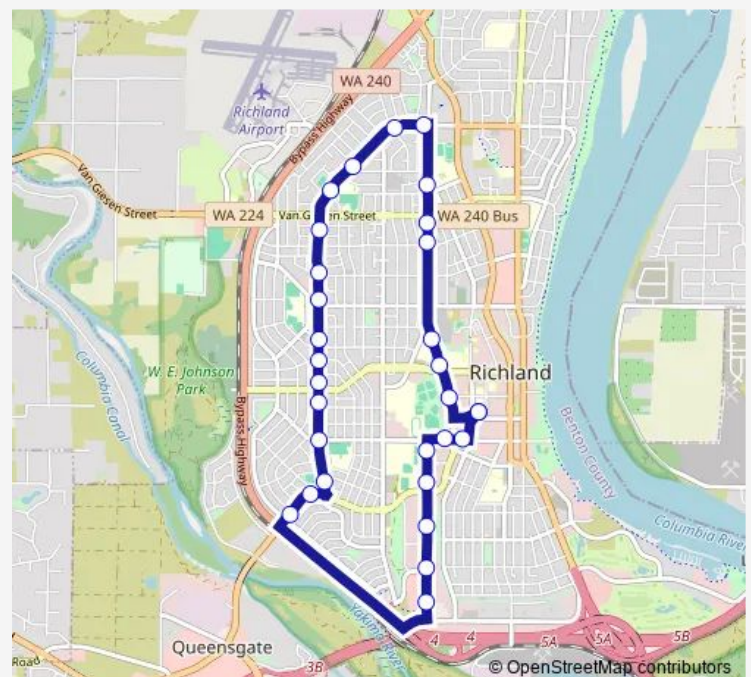 WA 240
Richland
Airport
Bypass Highway
Van Giesen Street
WA 224
Van G
sen Street
WA 240 Bus
Columbia Canal
W. E. Johnson
Park
Richland
Bypass Highway
Benton County
Columbia River
Yakima River
Queensgate
Road
3B
4
4
5A
5A
5B
© OpenStreetMap contributors